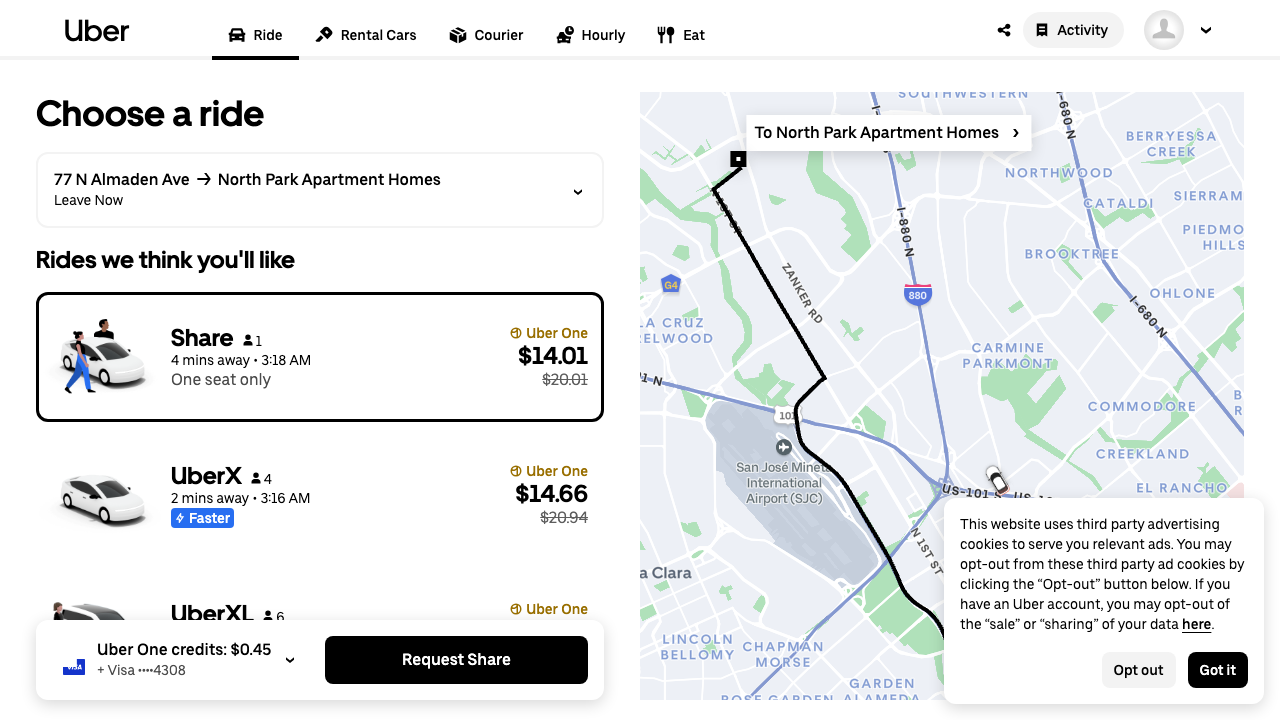 Uber
Ride
Rental Cars
Courier
Hourly
Eat
Activity
Choose a ride
77 N Almaden Ave → North Park Apartment Homes
Leave Now
Rides we think you'll like
Share 1
4 mins away • 3:18 AM
One seat only
Uber One
$14.01
$20.01
UberX 4
2 mins away • 3:16 AM
Faster
Uber One
$14.66
$20.94
UberXL 6
Uber One
Uber One credits: $0.45
+ Visa ••••4308
VISA
Request Share
SOUTHWESTERN
To North Park Apartment Homes ›
I-680 N
BERRYESSA
CREEK
NORTHWOOD
CATALDI
SIERRAM
PIEDMO
HILLS
I-880 N
BROOKTREE
ZANKER RD
G4
880
OHLONE
I-680 N
LA CRUZ
CARMINE
PARKMONT
101
COMMODORE
CREEKLAND
San José Mineta
International
Airport (SJC)
EL RANCHO
US-101 S
N 1ST ST
a Clara
LINCOLN
BELLOMY
CHAPMAN
MORSE
GARDEN
ALAMEDA
ROSE GARDEN
This website uses third party advertising
cookies to serve you relevant ads. You may
opt-out from these third party ad cookies by
clicking the “Opt-out” button below. If you
have an Uber account, you may opt-out of
the “sale” or “sharing” of your data here.
Opt out
Got it